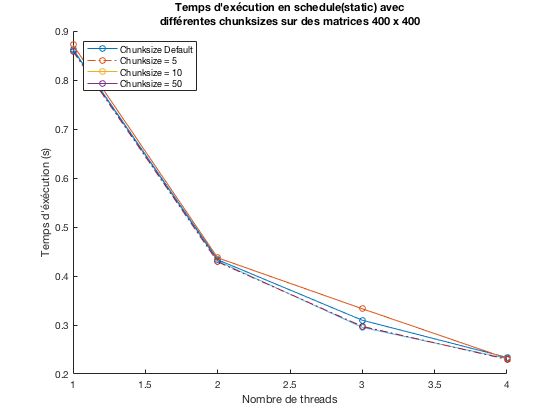 Temps d'exécution en schedule(static) avec
différentes chunksizes sur des matrices 400 x 400
0.9
0.8
0.7
0.6
0.5
0.4
0.3
0.2
Temps d'éxécution (s)
Chunksize Default
Chunksize = 5
Chunksize = 10
Chunksize = 50
1
1.5
2
2.5
3
3.5
4
Nombre de threads